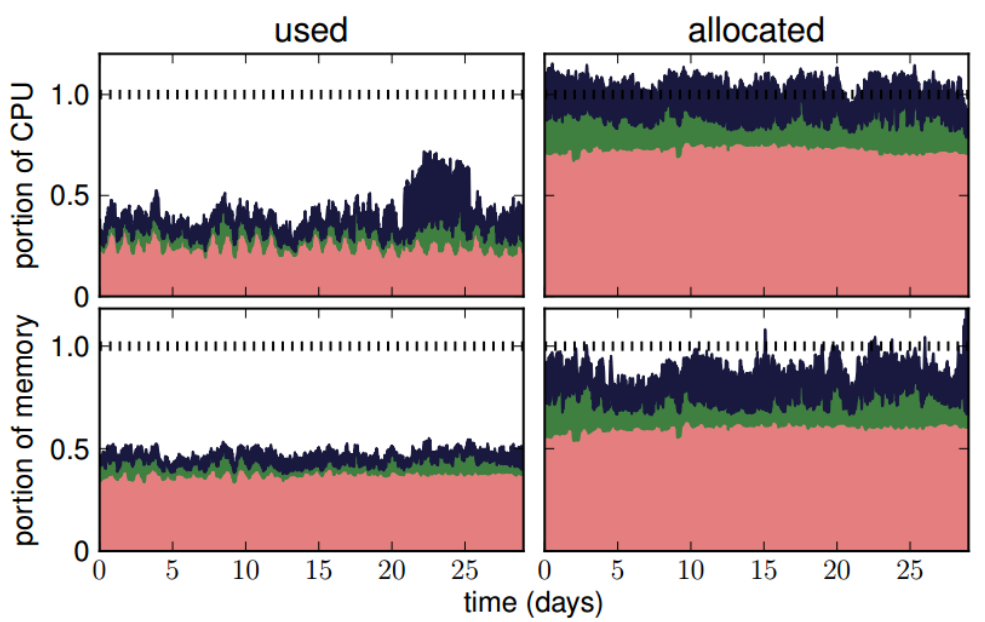 used
allocated
portion of CPU
1.0
0.5
0
portion of memory
1.0
0.5
0
0 5 10 15 20 25
0 5 10 15 20 25
time (days)